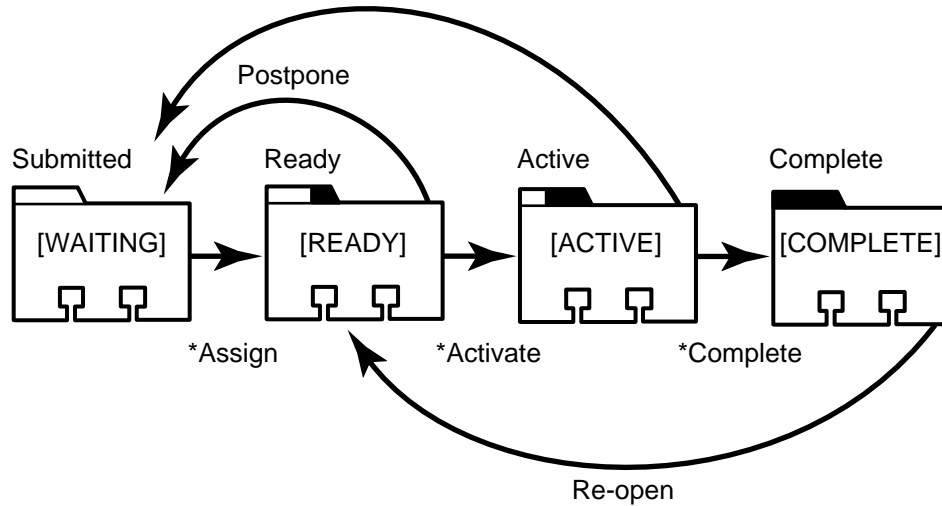 Postpone
Submitted
Ready
Active
Complete
[WAITING]
[READY]
[ACTIVE]
[COMPLETE]
*Assign
*Activate
*Complete
Re-open